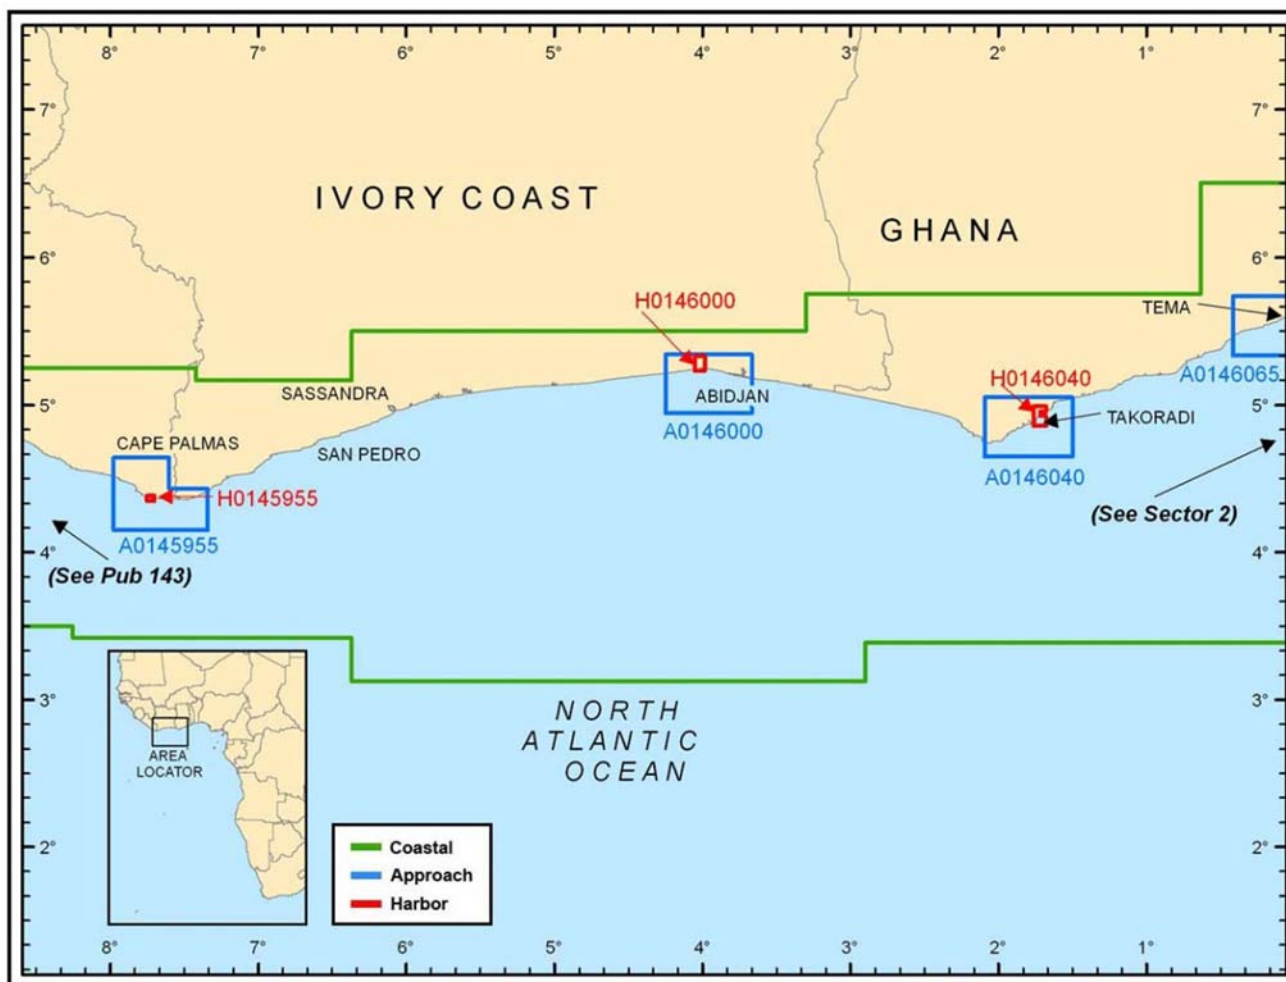 8° 7° 6° 5° 4° 3° 2° 1°
7° 7°
IVORY COAST
GHANA
6° 6°
H0146000
TEMA
A0146065
H0146040
SASSANDRA
5° 5°
ABIDJAN
TAKORADI
A0146000
CAPE PALMAS
SAN PEDRO
A0146040
H0145955
(See Sector 2)
A0145955
4° 4°
(See Pub 143)
3° 3°
NORTH
ATLANTIC
OCEAN
AREA
LOCATOR
Coastal
Approach
Harbor
2° 2°
8° 7° 6° 5° 4° 3° 2° 1°